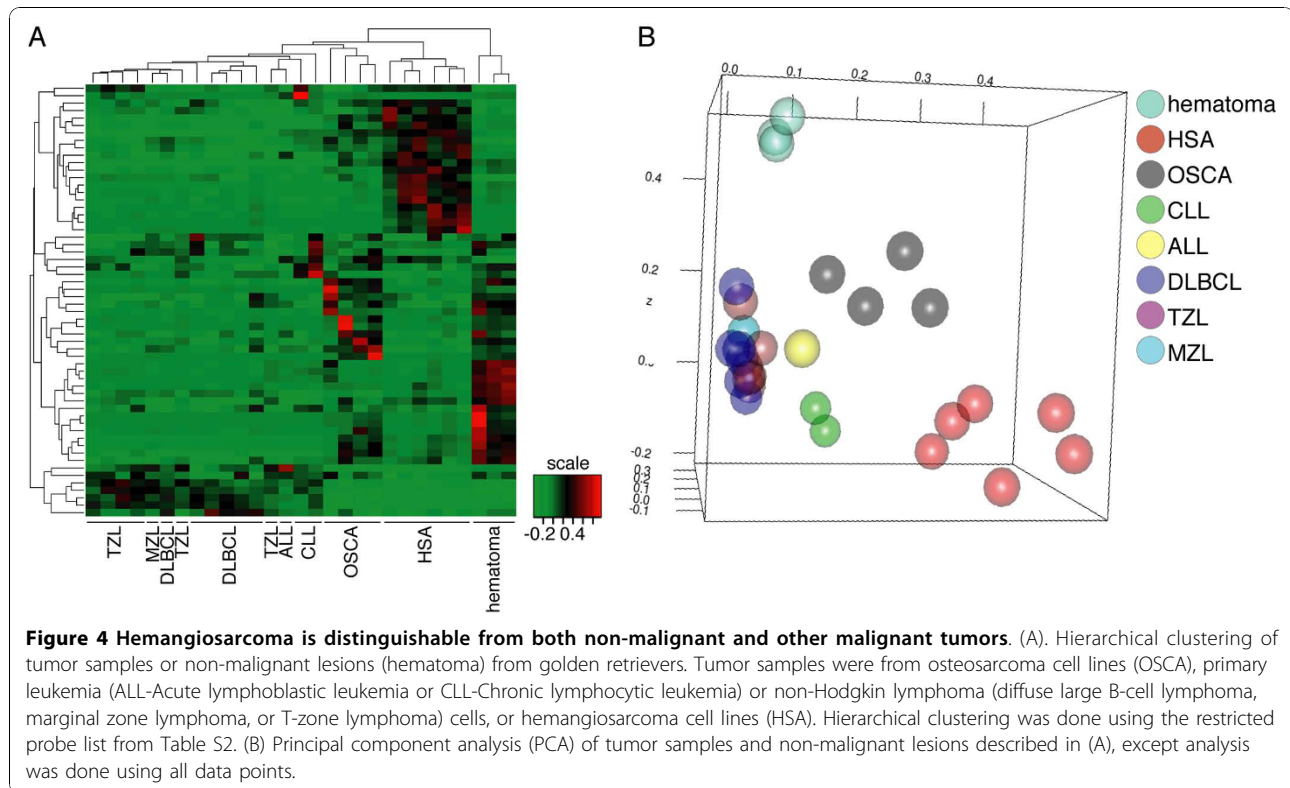 A
B
0.0
0.1
0.2
0.3
0.4
0.4
0.2
z
-0.2
0.3
0.2
0.1
0.0
-0.1
hematoma
HSA
OSCA
CLL
ALL
DLBCL
TZL
MZL
scale
-0.2 0.4
TZL
MZL
DLBCL
TZL
DLBCL
TZL
ALL
CLL
OSCA
HSA
hematoma
Figure 4 Hemangiosarcoma is distinguishable from both non-malignant and other malignant tumors. (A). Hierarchical clustering of
tumor samples or non-malignant lesions (hematoma) from golden retrievers. Tumor samples were from osteosarcoma cell lines (OSCA), primary
leukemia (ALL-Acute lymphoblastic leukemia or CLL-Chronic lymphocytic leukemia) or non-Hodgkin lymphoma (diffuse large B-cell lymphoma,
marginal zone lymphoma, or T-zone lymphoma) cells, or hemangiosarcoma cell lines (HSA). Hierarchical clustering was done using the restricted
probe list from Table S2. (B) Principal component analysis (PCA) of tumor samples and non-malignant lesions described in (A), except analysis
was done using all data points.